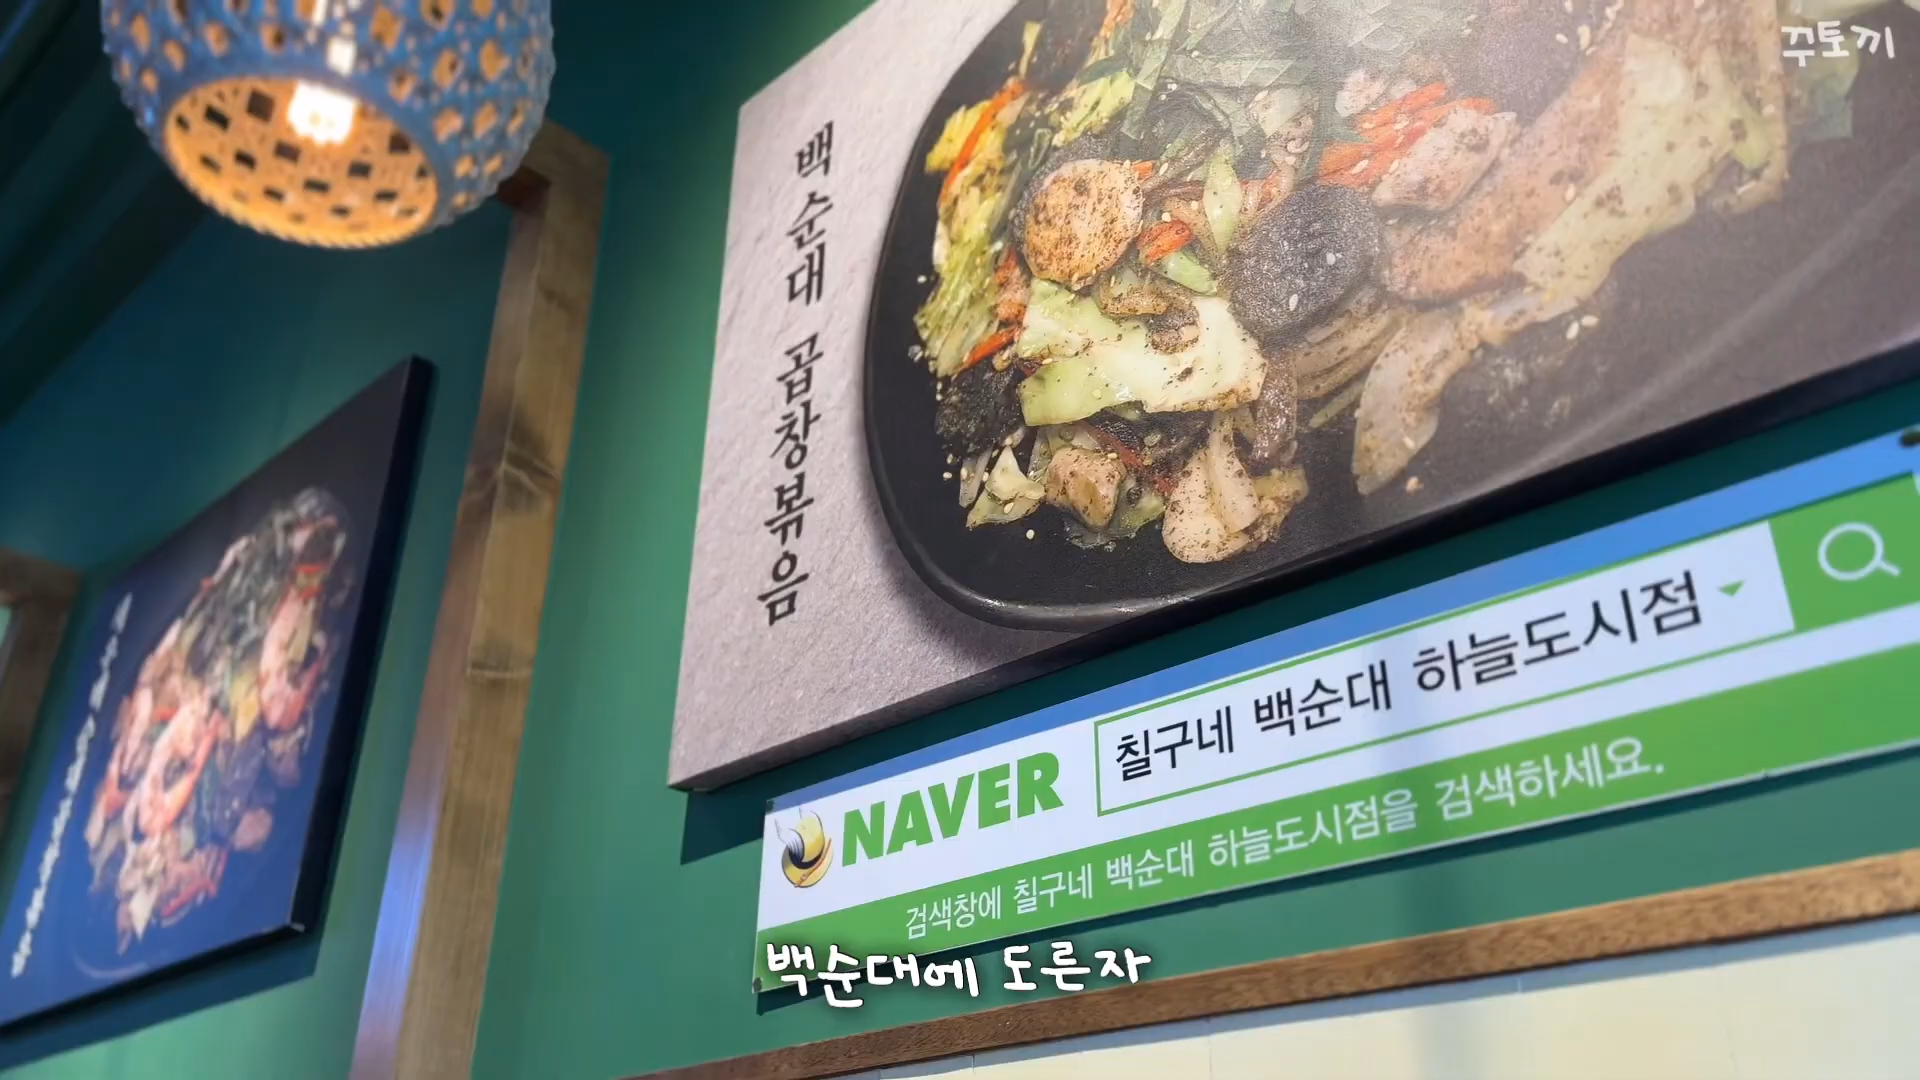 꾸토끼
백순대 곱창볶음
NAVER 칠구네 백순대 하늘도시점
검색창에 칠구네 백순대 하늘도시점을 검색하세요.
백순대에 도른자